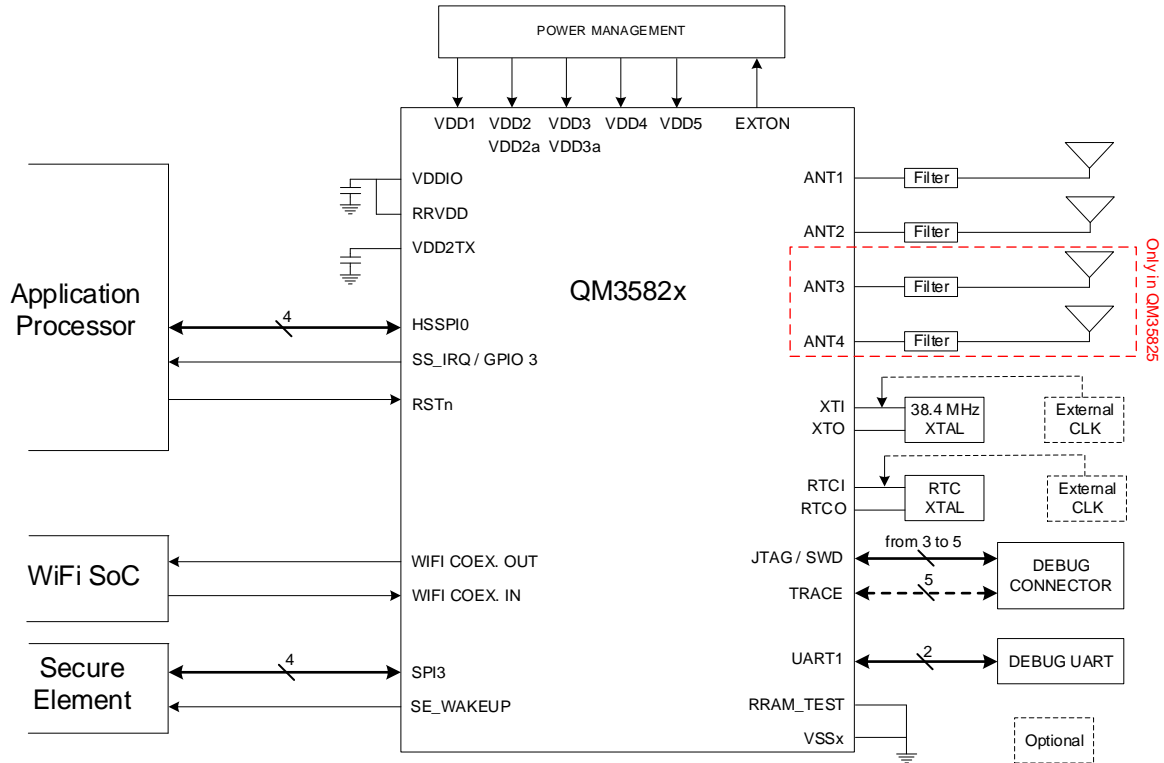 POWER MANAGEMENT
VDD1 VDD2 VDD3 VDD4 VDD5 EXTON
VDD2a VDD3a
VDDIO
RRVDD
VDD2TX
QM3582x
Application
Processor
4
HSSPI0
SS_IRQ / GPIO 3
RSTn
WiFi SoC
WIFI COEX. OUT
WIFI COEX. IN
Secure
Element
4
SPI3
SE_WAKEUP
ANT1
Filter
ANT2
Filter
ANT3
Filter
ANT4
Filter
Only in QM35825
XTI
XTO
38.4 MHz
XTAL
External
CLK
RTCI
RTCO
RTC
XTAL
External
CLK
JTAG / SWD
from 3 to 5
TRACE
5
DEBUG
CONNECTOR
UART1
2
DEBUG UART
RRAM_TEST
VSSx
Optional